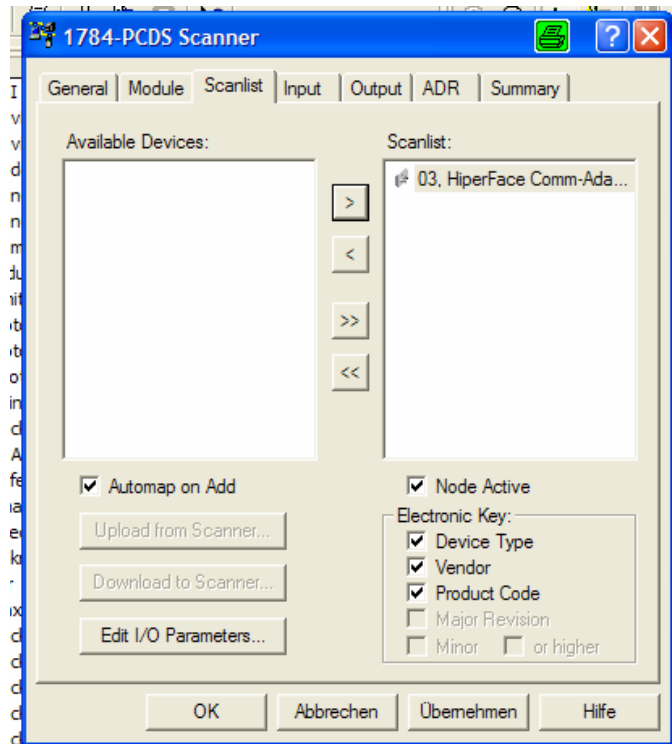 1784-PCDS Scanner
General Module Scanlist Input Output ADR Summary
Available Devices:
Scanlist:
03, HiperFace Comm-Ada...
>
<
>>
<<
Automap on Add
Node Active
Upload from Scanner...
Electronic Key:
Device Type
Vendor
Download to Scanner...
Product Code
Major Revision
Edit I/O Parameters...
Minor or higher
OK Abbrechen Übernehmen Hilfe